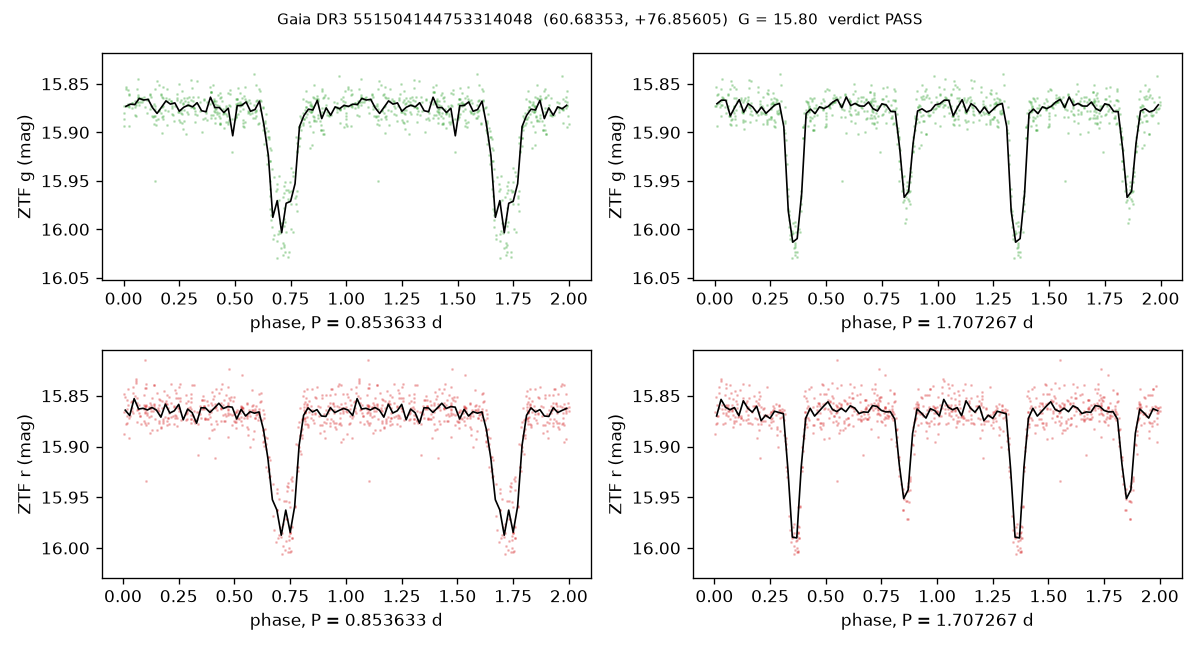 Gaia DR3 551504144753314048  (60.68353, +76.85605)  G = 15.80  verdict PASS
ZTF g (mag)
15.85
15.90
15.95
16.00
16.05
0.00 0.25 0.50 0.75 1.00 1.25 1.50 1.75 2.00
phase, P = 0.853633 d
ZTF g (mag)
15.85
15.90
15.95
16.00
16.05
0.00 0.25 0.50 0.75 1.00 1.25 1.50 1.75 2.00
phase, P = 1.707267 d
ZTF r (mag)
15.85
15.90
15.95
16.00
0.00 0.25 0.50 0.75 1.00 1.25 1.50 1.75 2.00
phase, P = 0.853633 d
ZTF r (mag)
15.85
15.90
15.95
16.00
0.00 0.25 0.50 0.75 1.00 1.25 1.50 1.75 2.00
phase, P = 1.707267 d